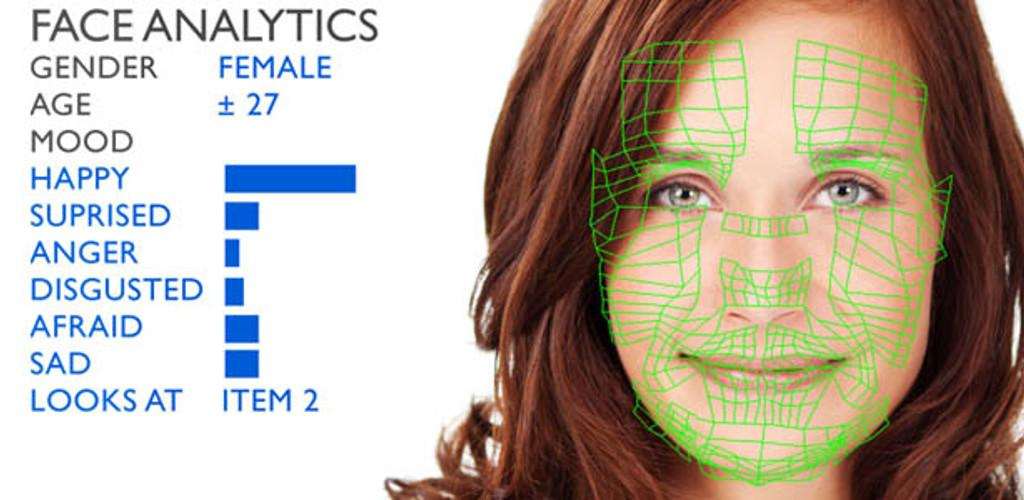 FACE ANALYTICS
GENDER FEMALE
AGE ± 27
MOOD
HAPPY
SUPRISED
ANGER
DISGUSTED
AFRAID
SAD
LOOKS AT ITEM 2